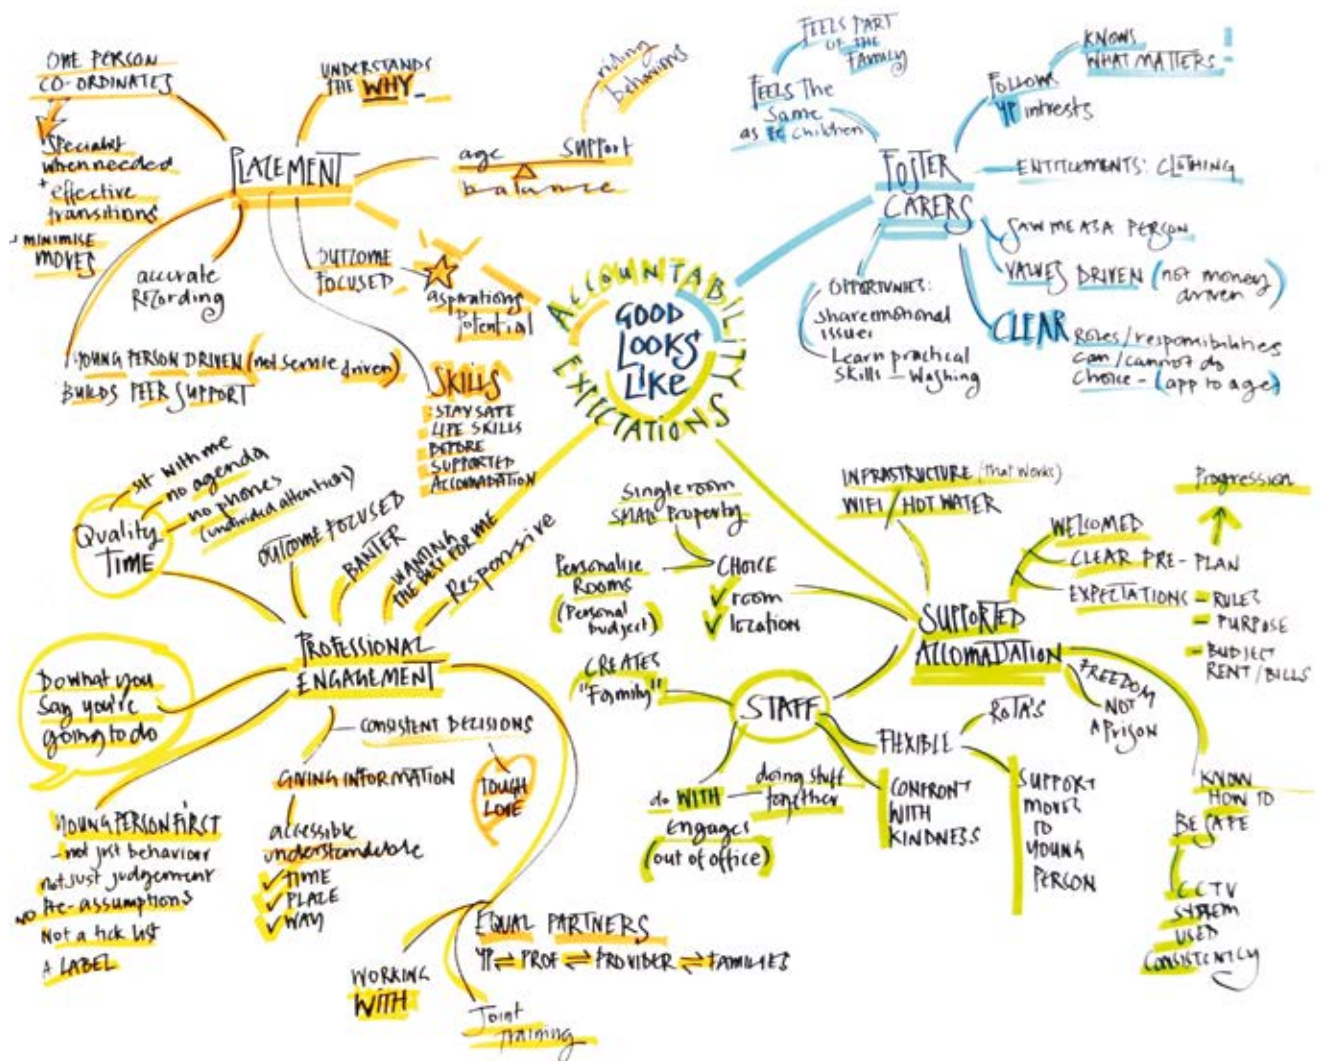 ACCOUNTABILITY
EXPECTATIONS
GOOD
LOOKS
LIKE
PLACEMENT
ONE PERSON
CO-ORDINATES
specialist
when needed
+ effective
transitions
+ MINIMISE
MOVES
UNDERSTANDS
THE WHY
riding
behaviors
age support
balance
accurate
RECORDING
OUTCOME
FOCUSED
aspirations
Potential
YOUNG PERSON DRIVEN (not service driven)
BUILDS PEER SUPPORT
SKILLS
: STAY SAFE
LIFE SKILLS
BEFORE
SUPPORTED
ACCOMADATION
FOSTER
CARERS
FEELS PART
OF THE
FAMILY
FEELS The
Same
as children
KNOWS
WHAT MATTERS
FOLLOW
YP intrests
ENTITLEMENTS: CLOTHING
SAW ME AS A PERSON
VALUES DRIVEN (not money
driven)
CLEAR
Roles/responsibilities
can/cannot do
Choice - (app to age)
OPPORTUNIES:
share emotional
issues
Learn practical
skills - washing
PROFESSIONAL
ENGAGEMENT
Quality
TIME
sit with me
no agenda
no phones
(undivided attention)
OUTCOME FOCUSED
BANTER
WANTING
THE BEST FOR ME
Responsive
Do what you
Say you're
going to do
YOUNG PERSON FIRST
- not just behaviour
not just judgement
NO Pre-assumptions
Not a tick list
A LABEL
CONSISTENT DECISIONS
TOUGH
LOVE
GIVING INFORMATION
accessible
understandable
✓ TIME
✓ PLACE
✓ WAY
EQUAL PARTNERS
YP ⇌ PROF ⇌ PROVIDER ⇌ FAMILIES
WORKING
WITH
Joint
Training
SUPPORTED
ACCOMADATION
INFRASTRUCTURE (that works)
WIFI / HOT WATER
Single room
SMALL Property
CHOICE
✓ room
✓ location
Personalise
ROOMS
(Personal
budject)
WELCOMED
CLEAR PRE-PLAN
EXPECTATIONS - RULES
- PURPOSE
- BUDJECT
RENT/BILLS
Progression
FREEDOM
NOT
A PRISON
KNOW
HOW TO
BE SAFE
CCTV
SYSTEM
USED
CONSISTENTLY
STAFF
CREATES
"Family"
do WITH
doing stuff
together
engages
(out of office)
FLEXIBLE
ROTA'S
CONFRONT
WITH
KINDNESS
SUPPORT
MOVES
TO
YOUNG
PERSON